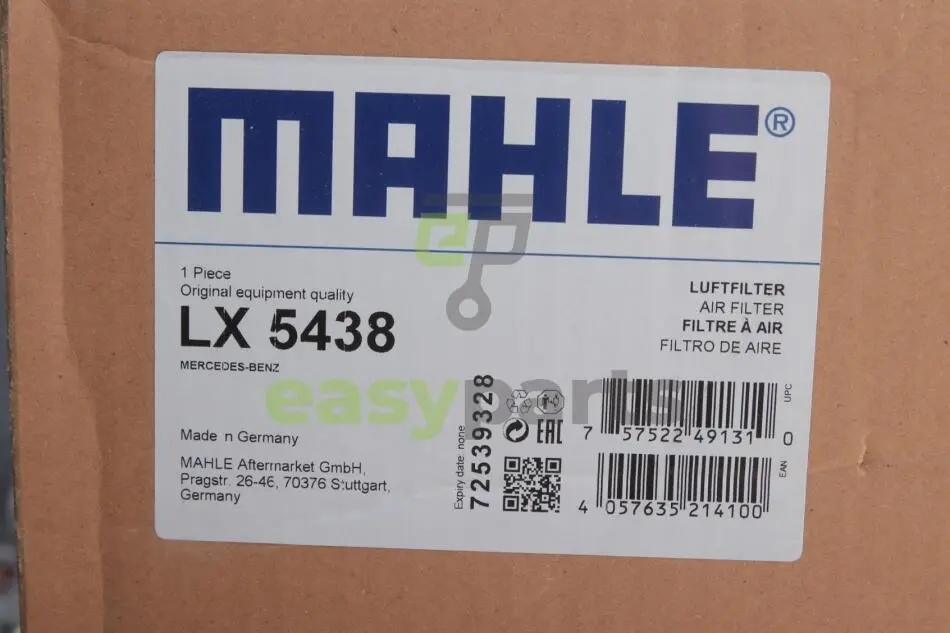 MAHLE®
1 Piece
Original equipment quality
LX 5438
MERCEDES-BENZ
LUFTFILTER
AIR FILTER
FILTRE À AIR
FILTRO DE AIRE
ep
easyparts
Made n Germany
MAHLE Aftermarket GmbH,
Pragstr. 26-46, 70376 Stuttgart,
Germany
Expiry date: none
72539328
EAC
UPC
7 57522 49131 0
EAN
4 057635 214100